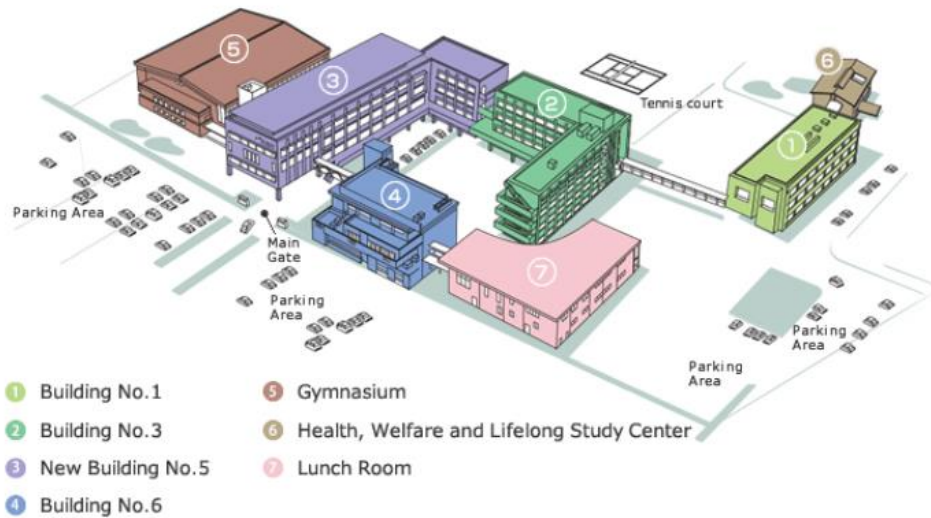 5
3
2
6
Tennis court
1
4
Parking Area
Main
Gate
7
Parking
Area
Parking
Area
Parking
Area
1 Building No.1
2 Building No.3
3 New Building No.5
4 Building No.6
5 Gymnasium
6 Health, Welfare and Lifelong Study Center
7 Lunch Room